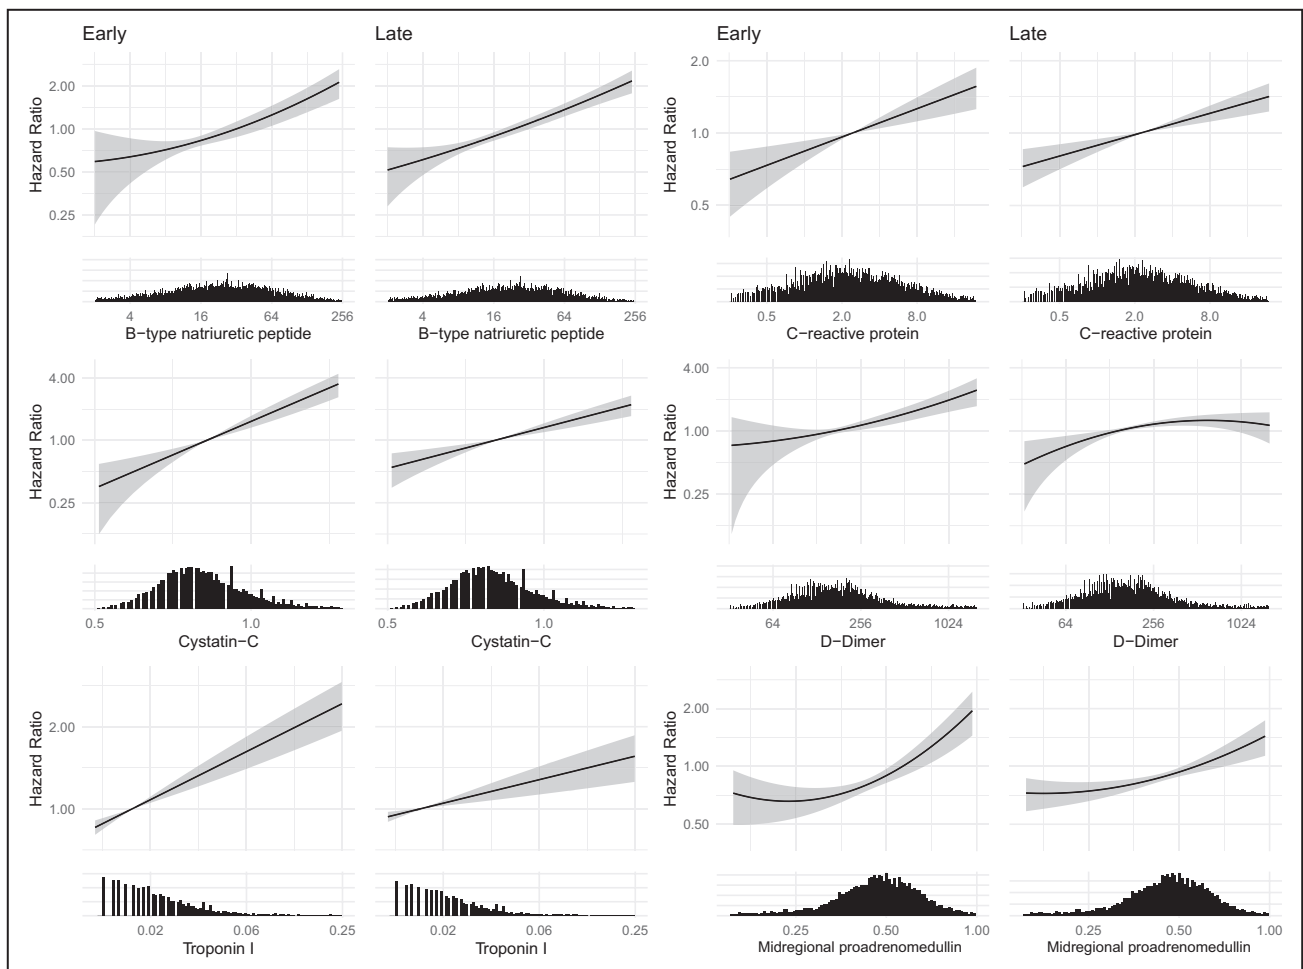 Early
Late
Early
Late
Hazard Ratio
2.00
1.00
0.50
0.25
Hazard Ratio
2.0
1.0
0.5
4
16
64
256
4
16
64
256
0.5
2.0
8.0
0.5
2.0
8.0
B−type natriuretic peptide
B−type natriuretic peptide
C−reactive protein
C−reactive protein
Hazard Ratio
4.00
1.00
0.25
Hazard Ratio
4.00
1.00
0.25
0.5
1.0
0.5
1.0
64
256
1024
64
256
1024
Cystatin−C
Cystatin−C
D−Dimer
D−Dimer
Hazard Ratio
2.00
1.00
Hazard Ratio
2.00
1.00
0.50
0.02
0.06
0.25
0.02
0.06
0.25
0.25
0.50
1.00
0.25
0.50
1.00
Troponin I
Troponin I
Midregional proadrenomedullin
Midregional proadrenomedullin